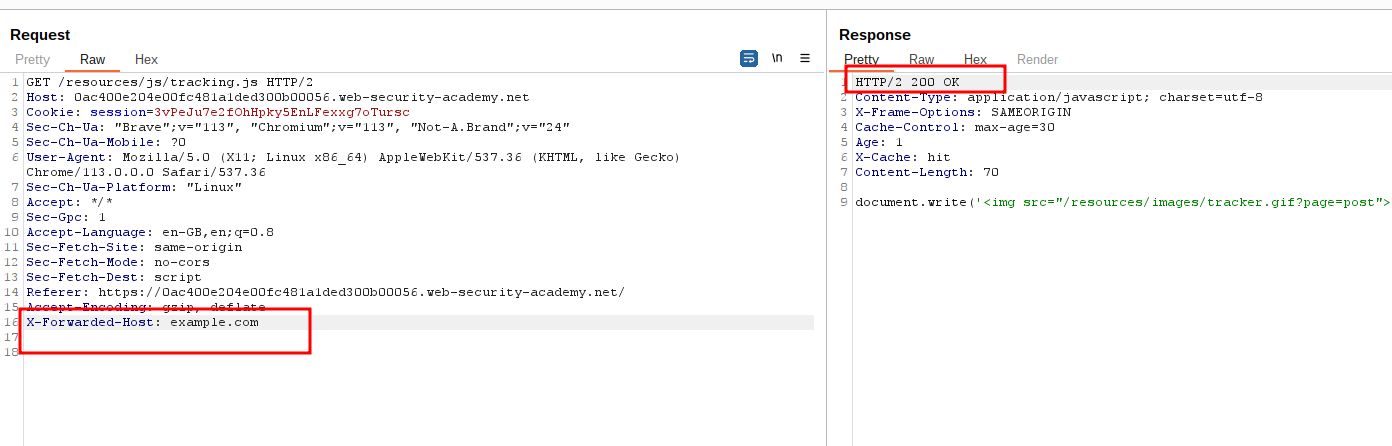 Request
Pretty Raw Hex
\n
1 GET /resources/js/tracking.js HTTP/2
2 Host: 0ac400e204e00fc481a1ded300b00056.web-security-academy.net
3 Cookie: session=3vPeJu7e2fOhHpky5EnLFexxg7oTursc
4 Sec-Ch-Ua: "Brave";v="113", "Chromium";v="113", "Not-A.Brand";v="24"
5 Sec-Ch-Ua-Mobile: ?0
6 User-Agent: Mozilla/5.0 (X11; Linux x86_64) AppleWebKit/537.36 (KHTML, like Gecko)
Chrome/113.0.0.0 Safari/537.36
7 Sec-Ch-Ua-Platform: "Linux"
8 Accept: */*
9 Sec-Gpc: 1
10 Accept-Language: en-GB,en;q=0.8
11 Sec-Fetch-Site: same-origin
12 Sec-Fetch-Mode: no-cors
13 Sec-Fetch-Dest: script
14 Referer: https://0ac400e204e00fc481a1ded300b00056.web-security-academy.net/
15 Accept-Encoding: gzip, deflate
16 X-Forwarded-Host: example.com
17
18
Response
Pretty Raw Hex Render
1 HTTP/2 200 OK
2 Content-Type: application/javascript; charset=utf-8
3 X-Frame-Options: SAMEORIGIN
4 Cache-Control: max-age=30
5 Age: 1
6 X-Cache: hit
7 Content-Length: 70
8
9 document.write('<img src="/resources/images/tracker.gif?page=post">